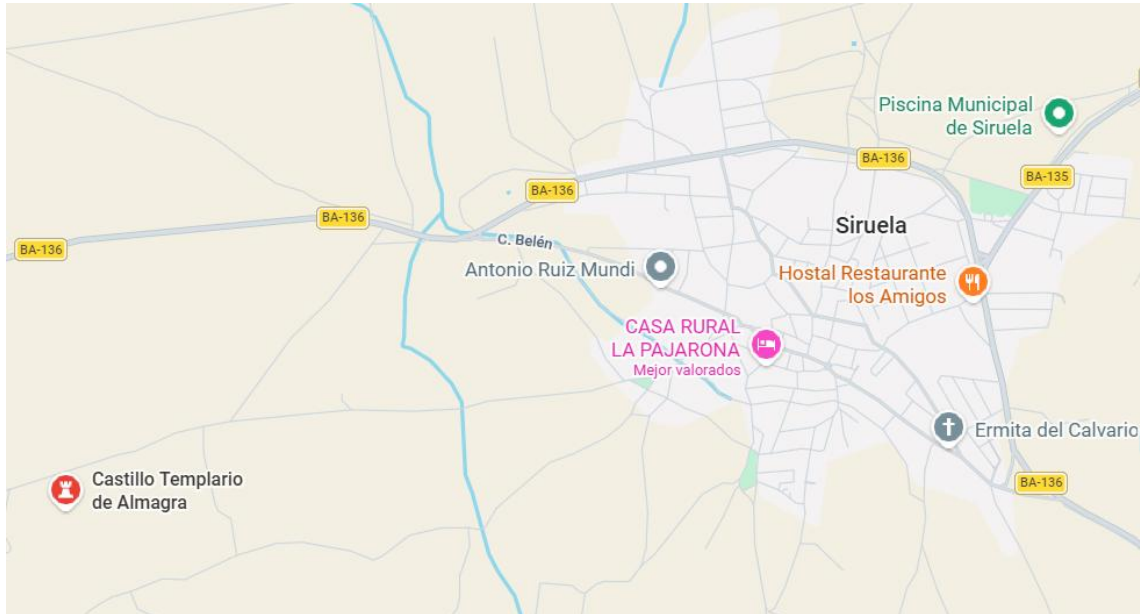 Piscina Municipal
de Siruela
BA-136
BA-135
BA-136
BA-136
BA-136
Siruela
C. Belén
Antonio Ruiz Mundi
Hostal Restaurante
los Amigos
CASA RURAL
LA PAJARONA
Mejor valorados
Ermita del Calvario
Castillo Templario
de Almagra
BA-136